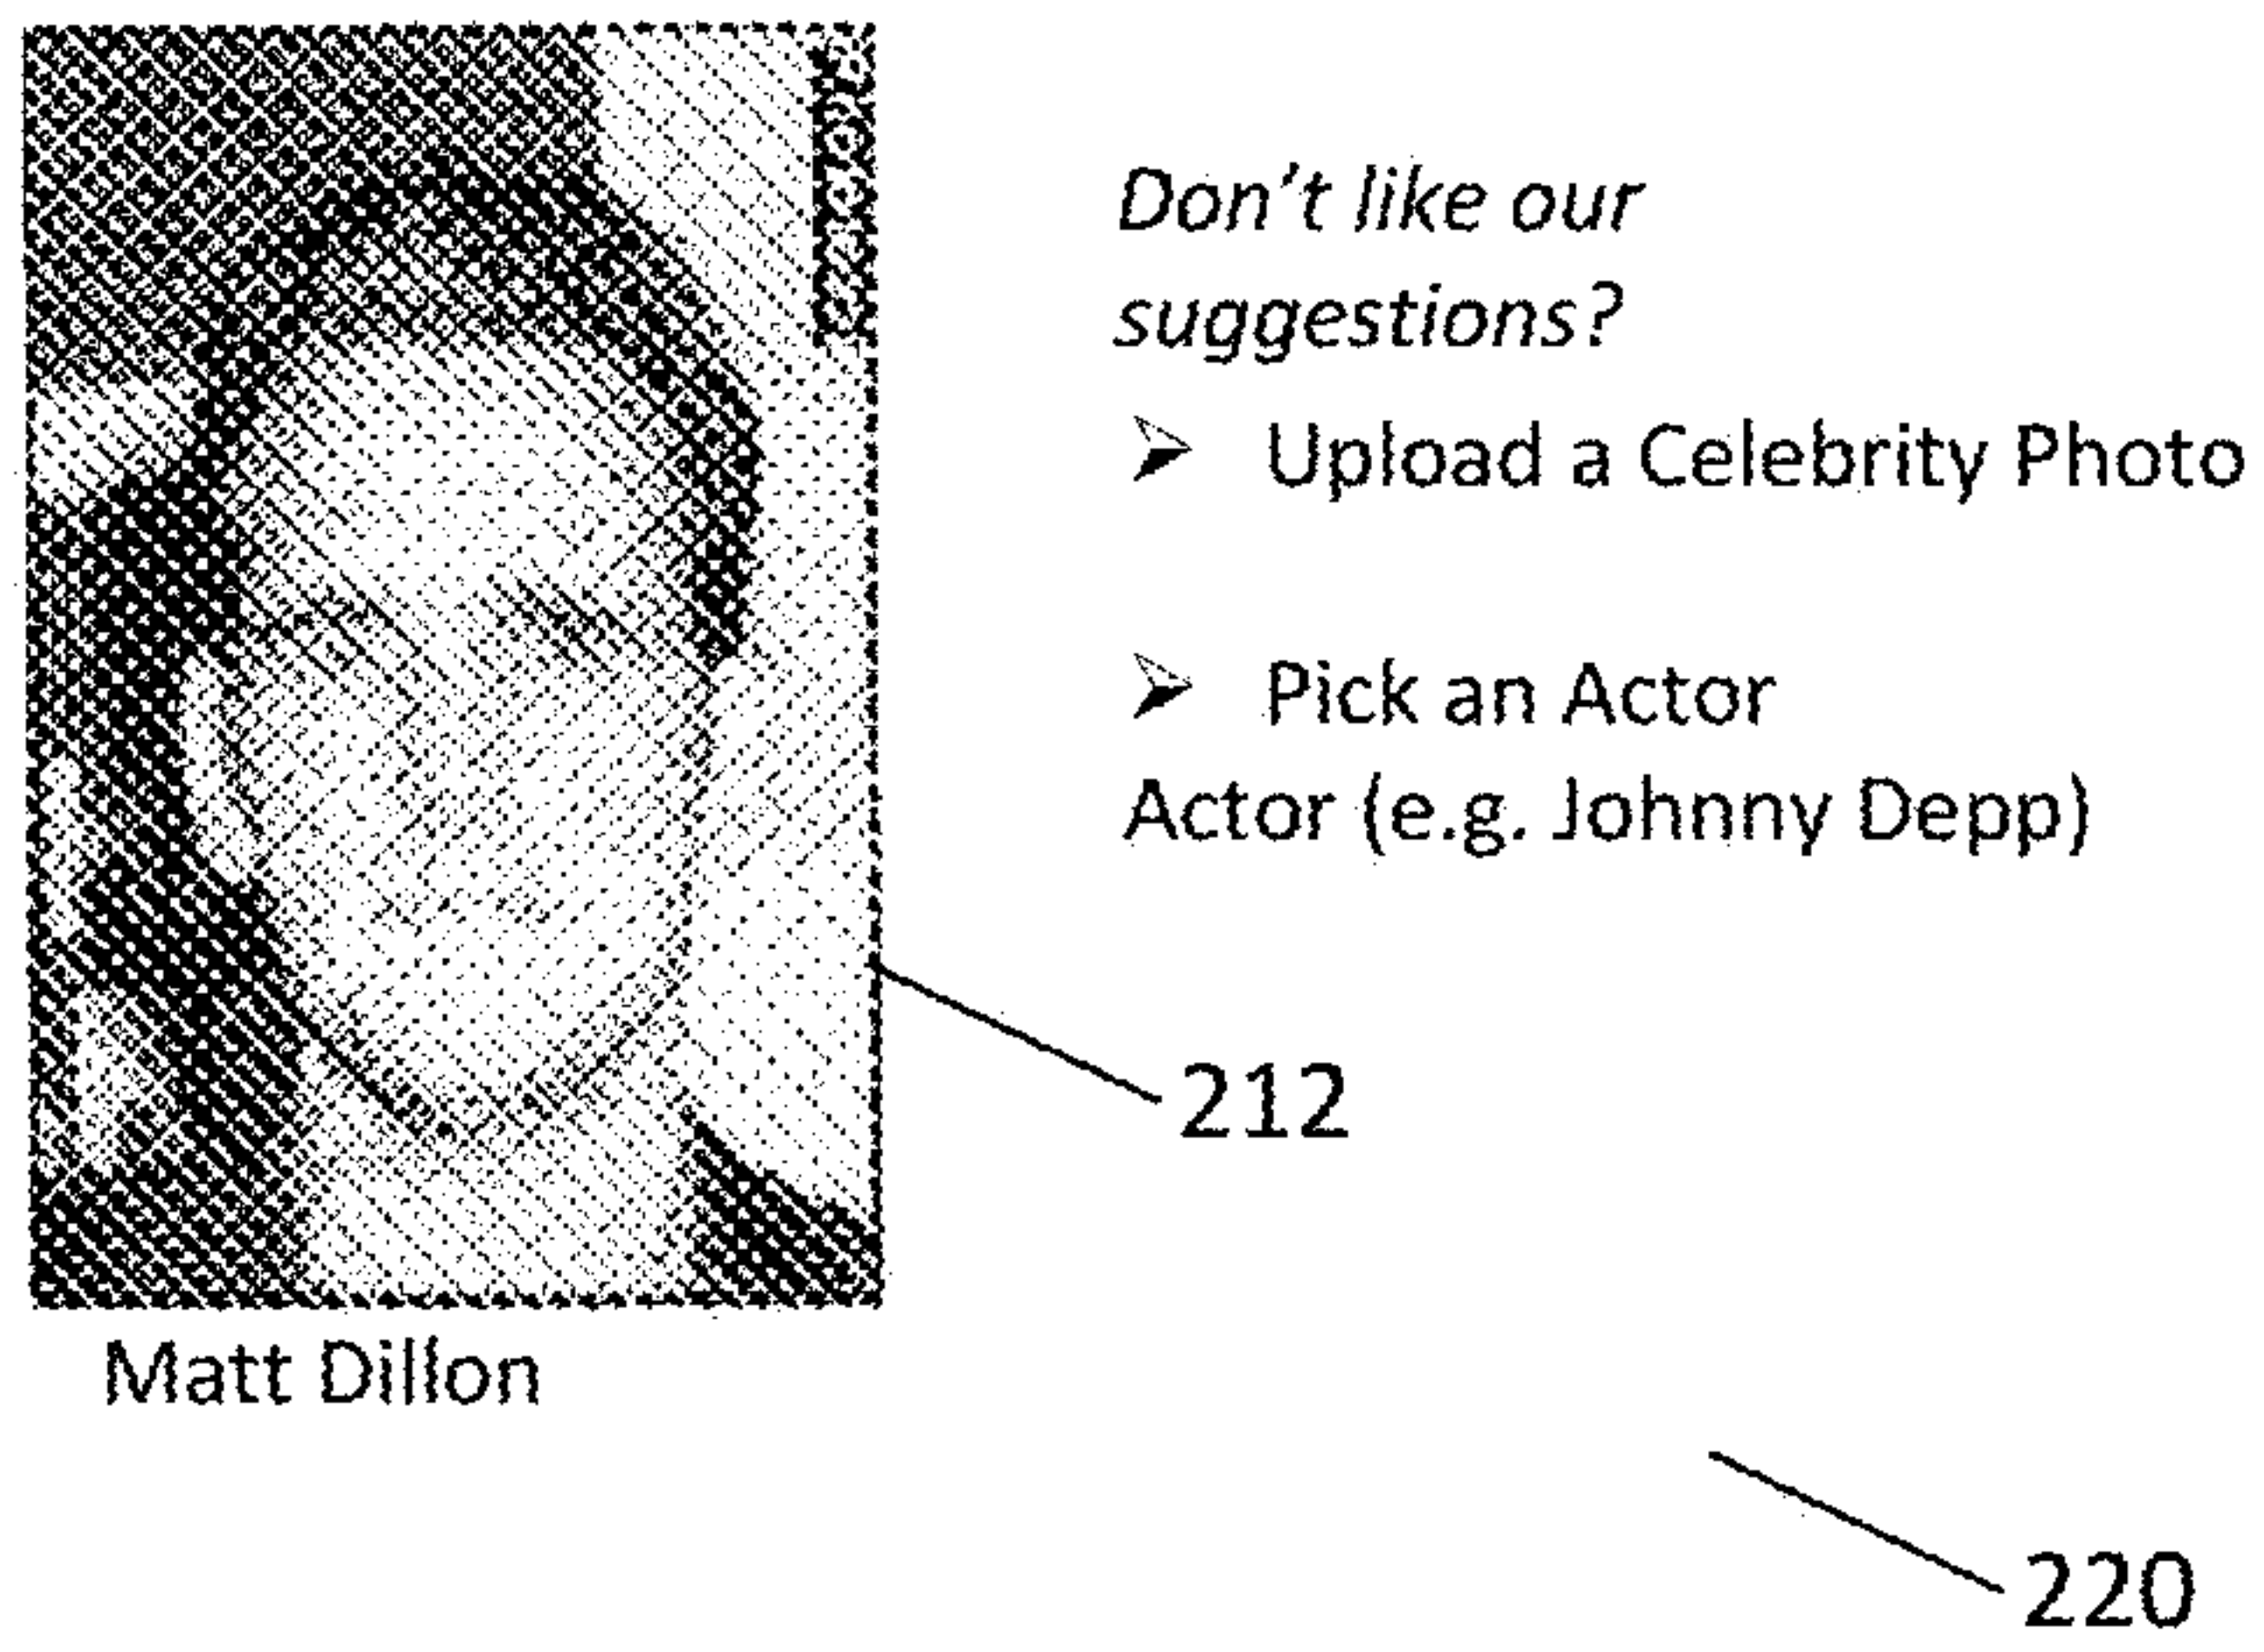 Don't like our
suggestions?
➢ Upload a Celebrity Photo
➢ Pick an Actor
Actor (e.g. Johnny Depp)
212
Matt Dillon
220